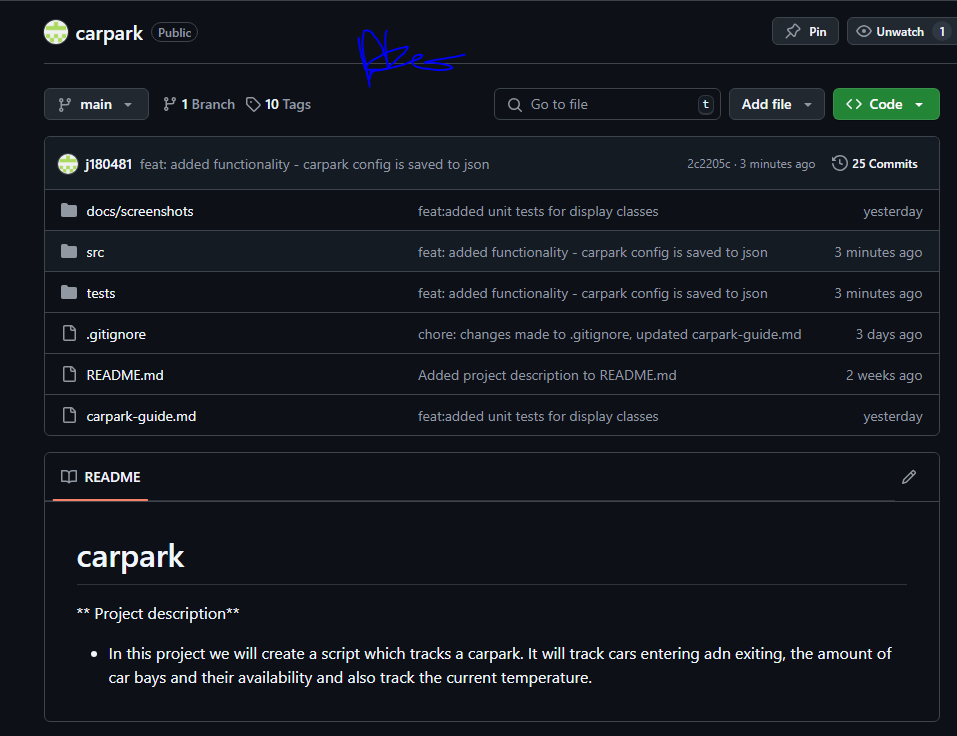 carpark Public Pin Unwatch 1
main 1 Branch 10 Tags Go to file t Add file Code
j180481 feat: added functionality - carpark config is saved to json 2c2205c · 3 minutes ago 25 Commits
docs/screenshots feat:added unit tests for display classes yesterday
src feat: added functionality - carpark config is saved to json 3 minutes ago
tests feat: added functionality - carpark config is saved to json 3 minutes ago
.gitignore chore: changes made to .gitignore, updated carpark-guide.md 3 days ago
README.md Added project description to README.md 2 weeks ago
carpark-guide.md feat:added unit tests for display classes yesterday
README
carpark
** Project description**
• In this project we will create a script which tracks a carpark. It will track cars entering adn exiting, the amount of
car bays and their availability and also track the current temperature.